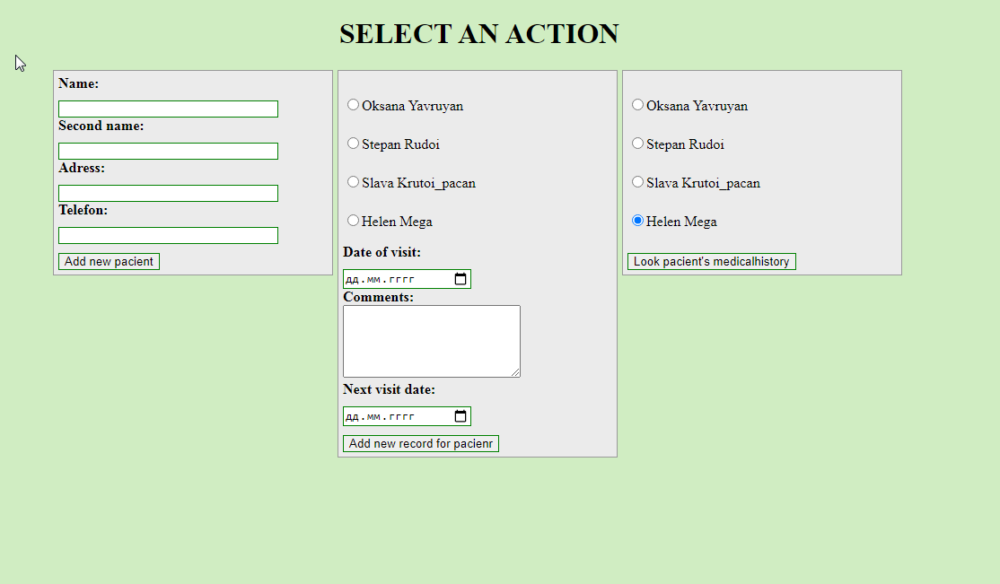 SELECT AN ACTION
Name:
Second name:
Adress:
Telefon:
Add new pacient
Oksana Yavruyan
Stepan Rudoi
Slava Krutoi_pacan
Helen Mega
Date of visit:
дд.мм.гггг
Comments:
Next visit date:
дд.мм.гггг
Add new record for pacienr
Oksana Yavruyan
Stepan Rudoi
Slava Krutoi_pacan
Helen Mega
Look pacient's medicalhistory